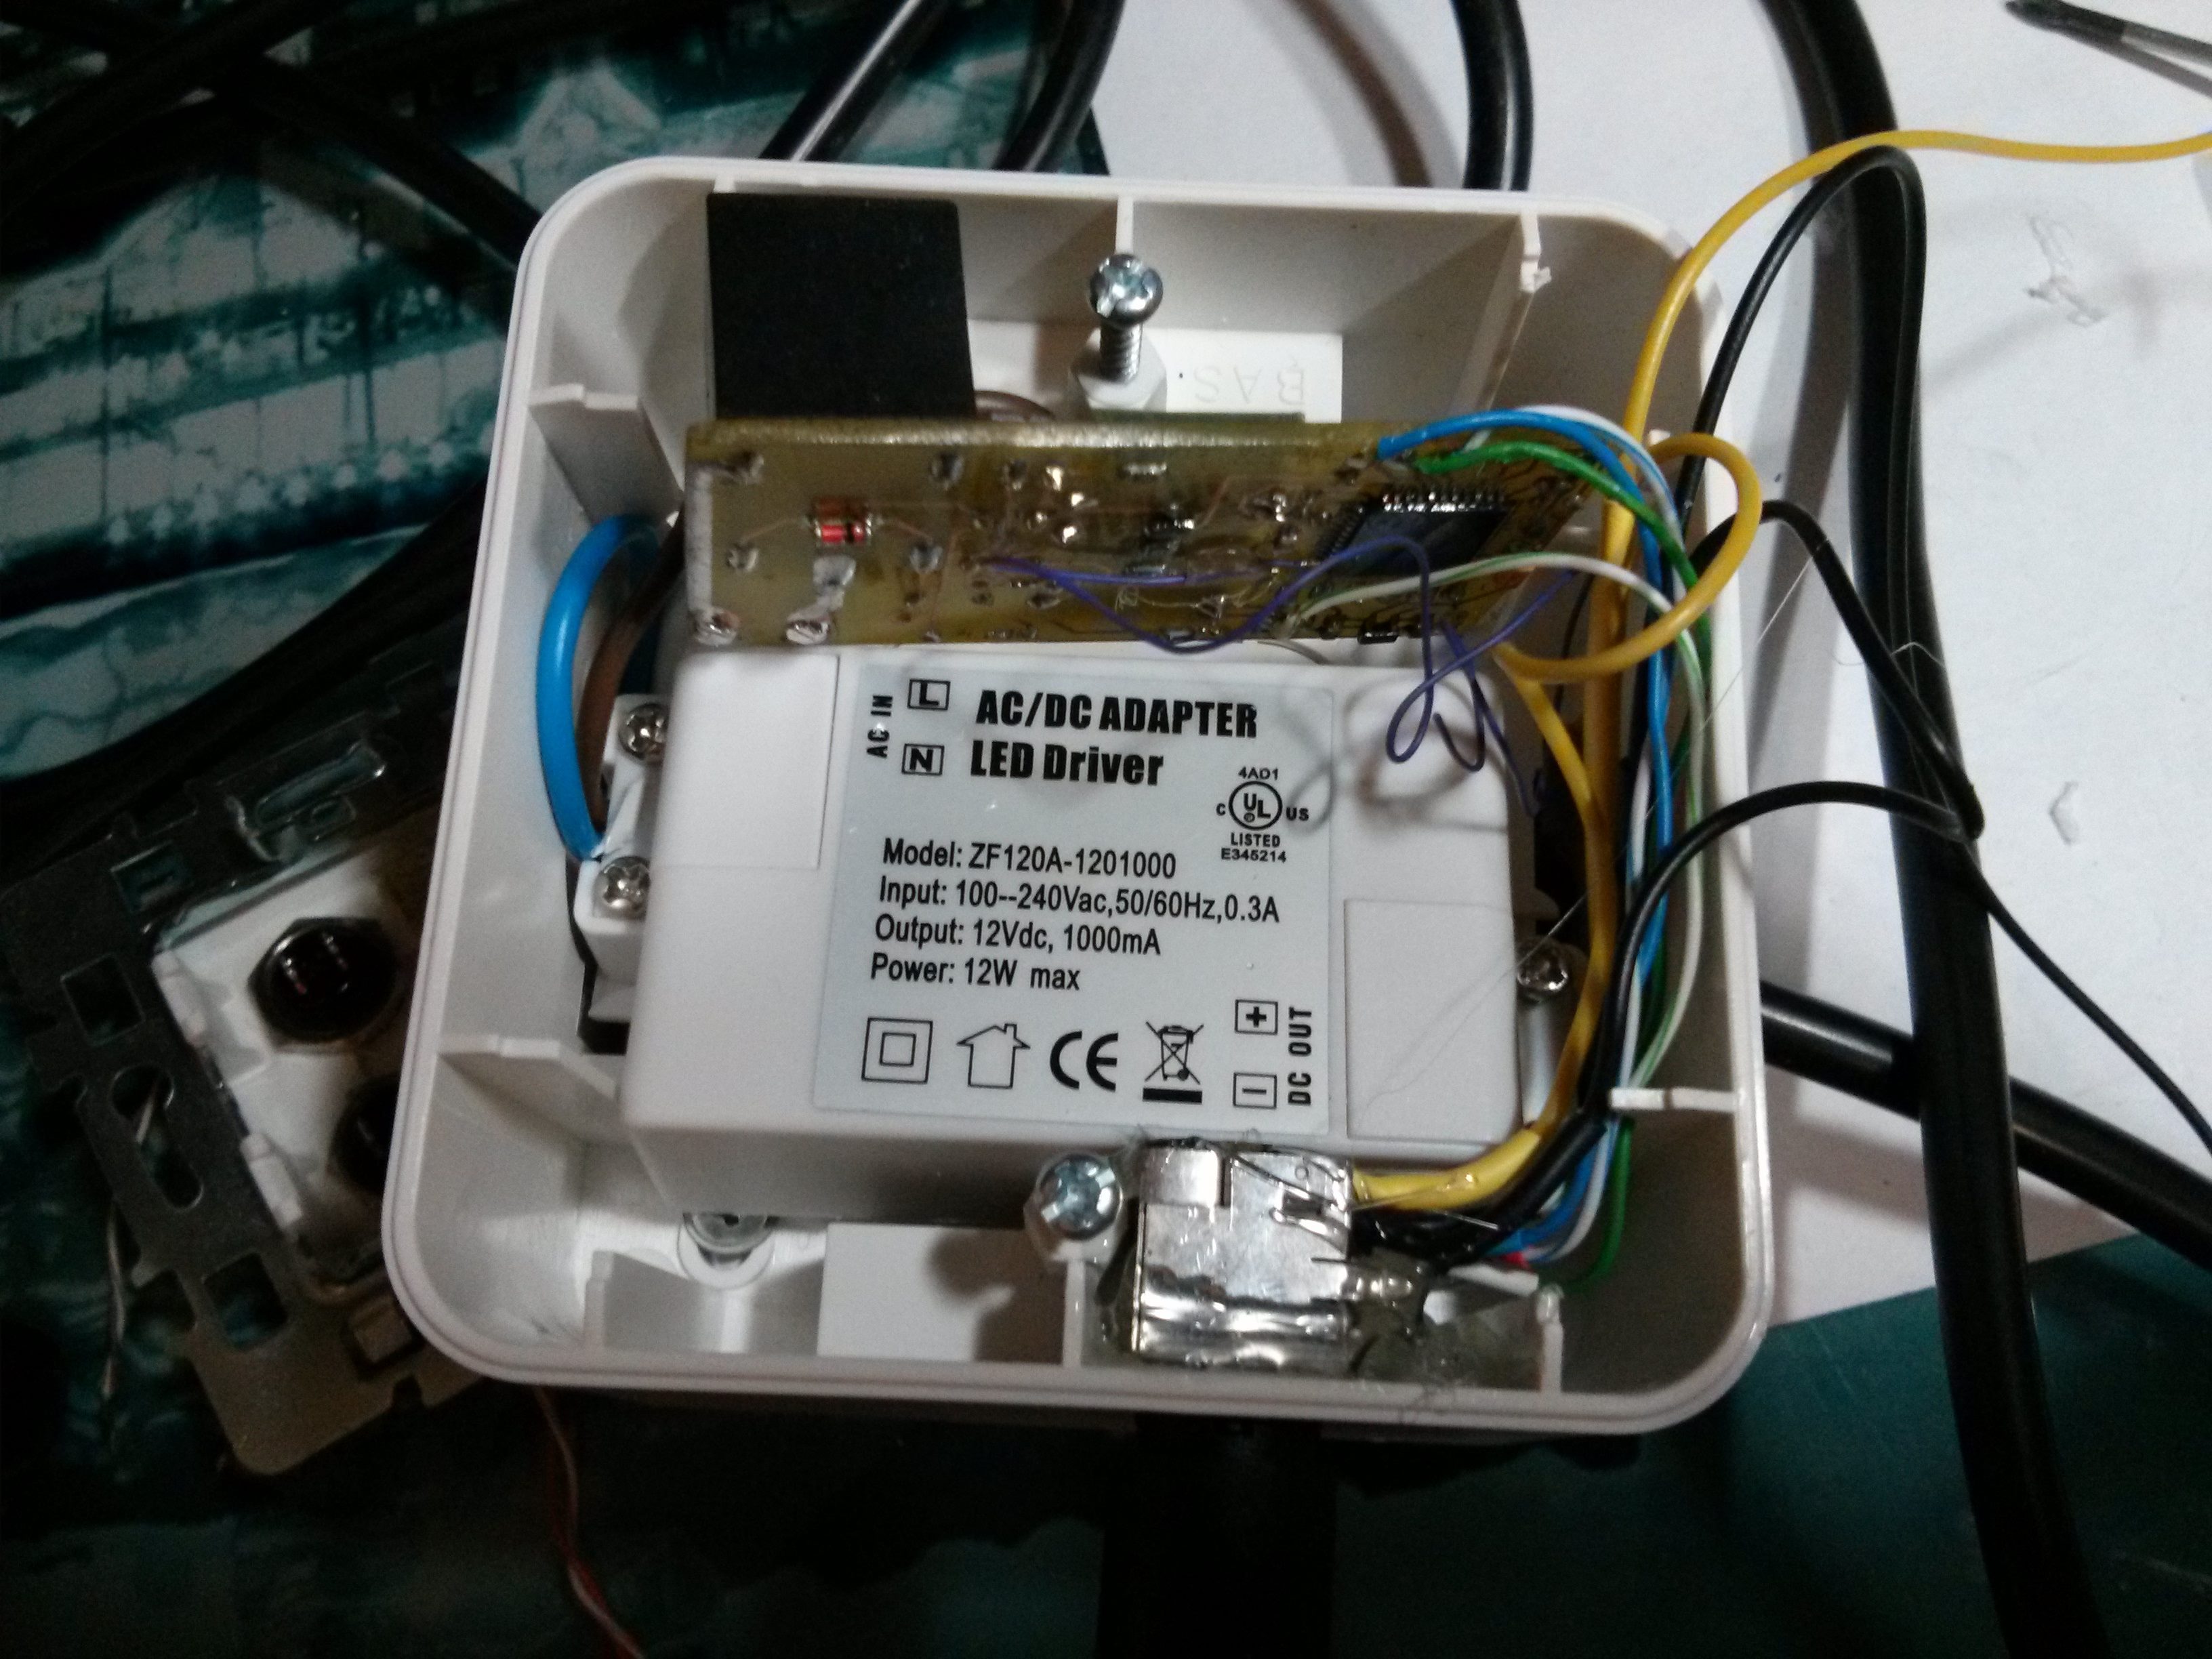 BAS
AC IN
L
N
AC/DC ADAPTER
LED Driver
4AD1
C UL US
LISTED
E345214
Model: ZF120A-1201000
Input: 100--240Vac,50/60Hz,0.3A
Output: 12Vdc, 1000mA
Power: 12W max
CE
+
−
DC OUT